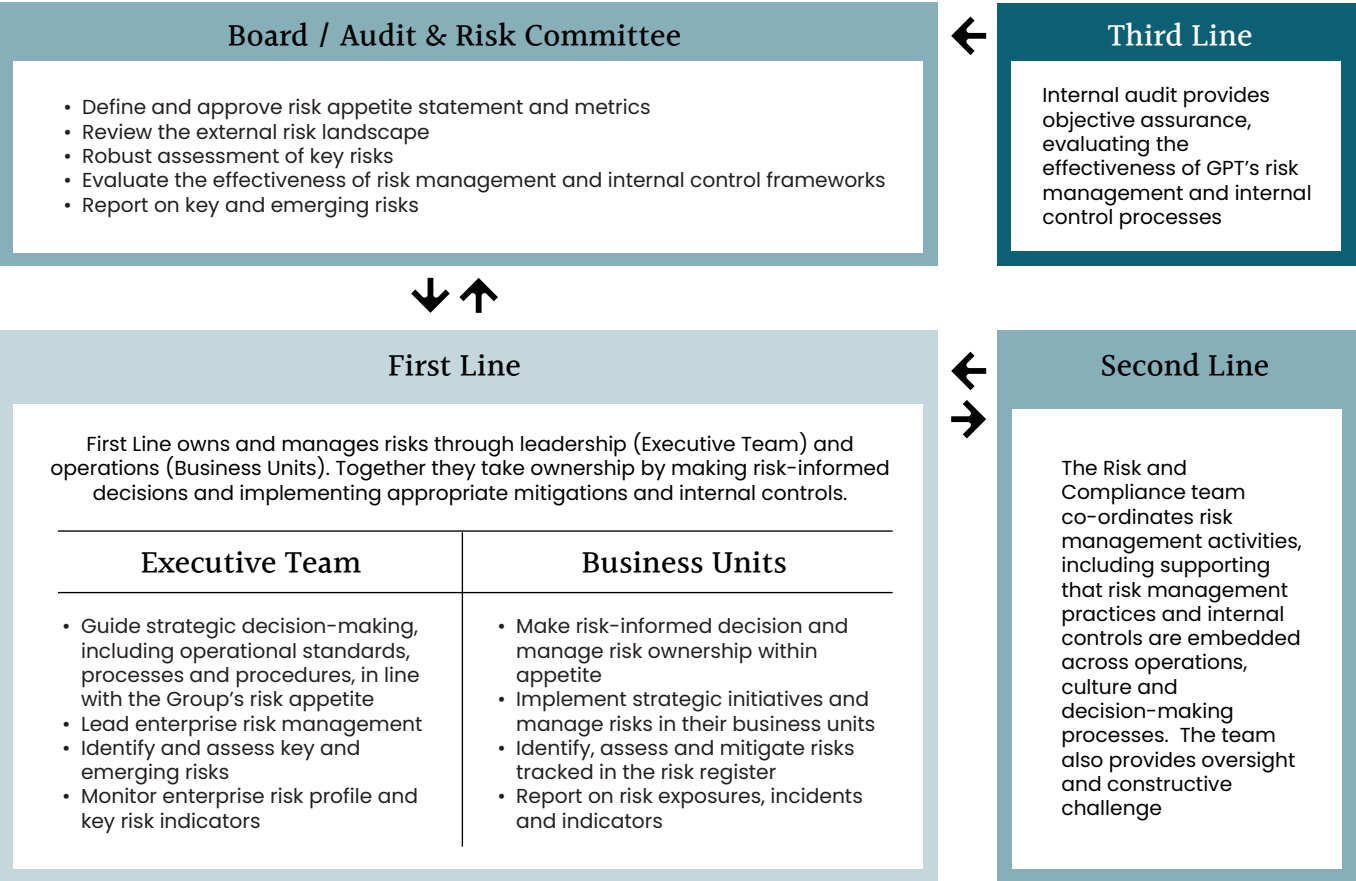 Board / Audit & Risk Committee
• Define and approve risk appetite statement and metrics
• Review the external risk landscape
• Robust assessment of key risks
• Evaluate the effectiveness of risk management and internal control frameworks
• Report on key and emerging risks
Third Line
Internal audit provides
objective assurance,
evaluating the
effectiveness of GPT’s risk
management and internal
control processes
First Line
First Line owns and manages risks through leadership (Executive Team) and
operations (Business Units). Together they take ownership by making risk-informed
decisions and implementing appropriate mitigations and internal controls.
Executive Team
• Guide strategic decision-making,
including operational standards,
processes and procedures, in line
with the Group’s risk appetite
• Lead enterprise risk management
• Identify and assess key and
emerging risks
• Monitor enterprise risk profile and
key risk indicators
Business Units
• Make risk-informed decision and
manage risk ownership within
appetite
• Implement strategic initiatives and
manage risks in their business units
• Identify, assess and mitigate risks
tracked in the risk register
• Report on risk exposures, incidents
and indicators
Second Line
The Risk and
Compliance team
co-ordinates risk
management activities,
including supporting
that risk management
practices and internal
controls are embedded
across operations,
culture and
decision-making
processes.  The team
also provides oversight
and constructive
challenge